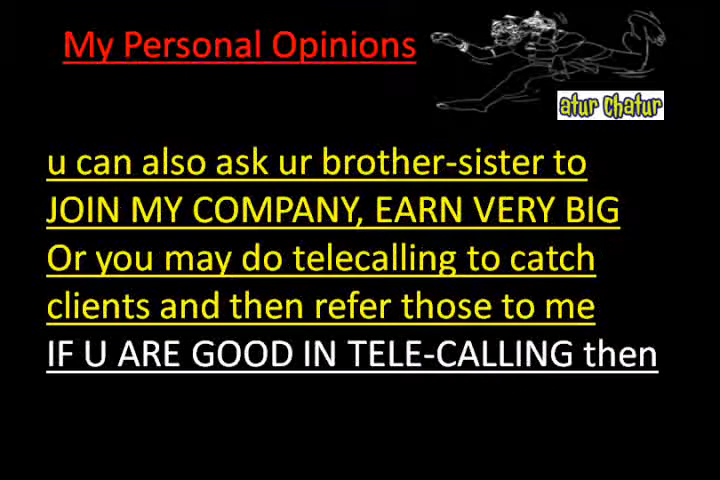 My Personal Opinions
atur chatur
u can also ask ur brother-sister to
JOIN MY COMPANY, EARN VERY BIG
Or you may do telecalling to catch
clients and then refer those to me
IF U ARE GOOD IN TELE-CALLING then